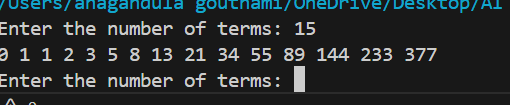 /Users/anagandula gouthami/OneDrive/Desktop/AI
Enter the number of terms: 15
0 1 1 2 3 5 8 13 21 34 55 89 144 233 377
Enter the number of terms: